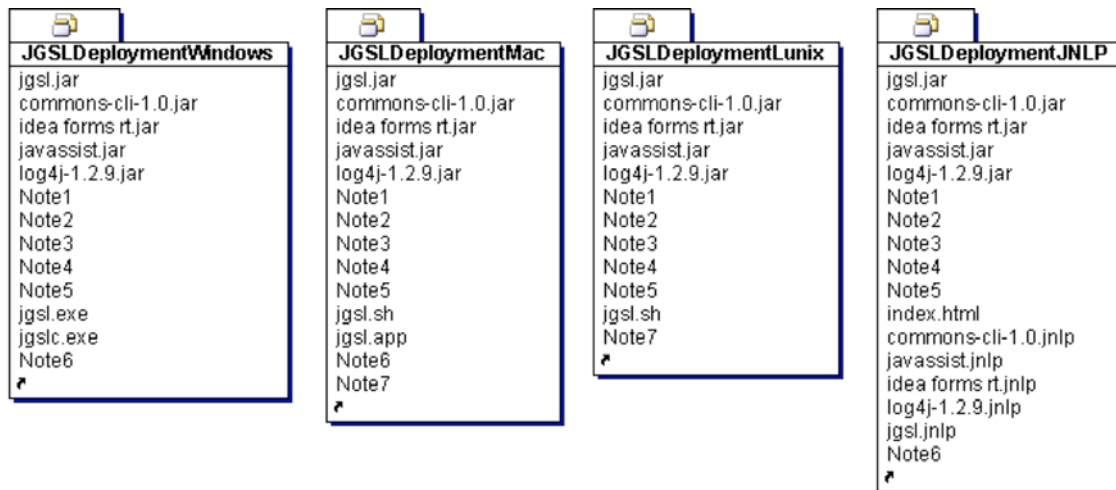 JGSLDeploymentWindows
jgsl.jar
commons-cli-1.0.jar
idea forms rt.jar
javassist.jar
log4j-1.2.9.jar
Note1
Note2
Note3
Note4
Note5
jgsl.exe
jgslc.exe
Note6
JGSLDeploymentMac
jgsl.jar
commons-cli-1.0.jar
idea forms rt.jar
javassist.jar
log4j-1.2.9.jar
Note1
Note2
Note3
Note4
Note5
jgsl.sh
jgsl.app
Note6
Note7
JGSLDeploymentLunix
jgsl.jar
commons-cli-1.0.jar
idea forms rt.jar
javassist.jar
log4j-1.2.9.jar
Note1
Note2
Note3
Note4
Note5
jgsl.sh
Note7
JGSLDeploymentJNLP
jgsl.jar
commons-cli-1.0.jar
idea forms rt.jar
javassist.jar
log4j-1.2.9.jar
Note1
Note2
Note3
Note4
Note5
index.html
commons-cli-1.0.jnlp
javassist.jnlp
idea forms rt.jnlp
log4j-1.2.9.jnlp
jgsl.jnlp
Note6